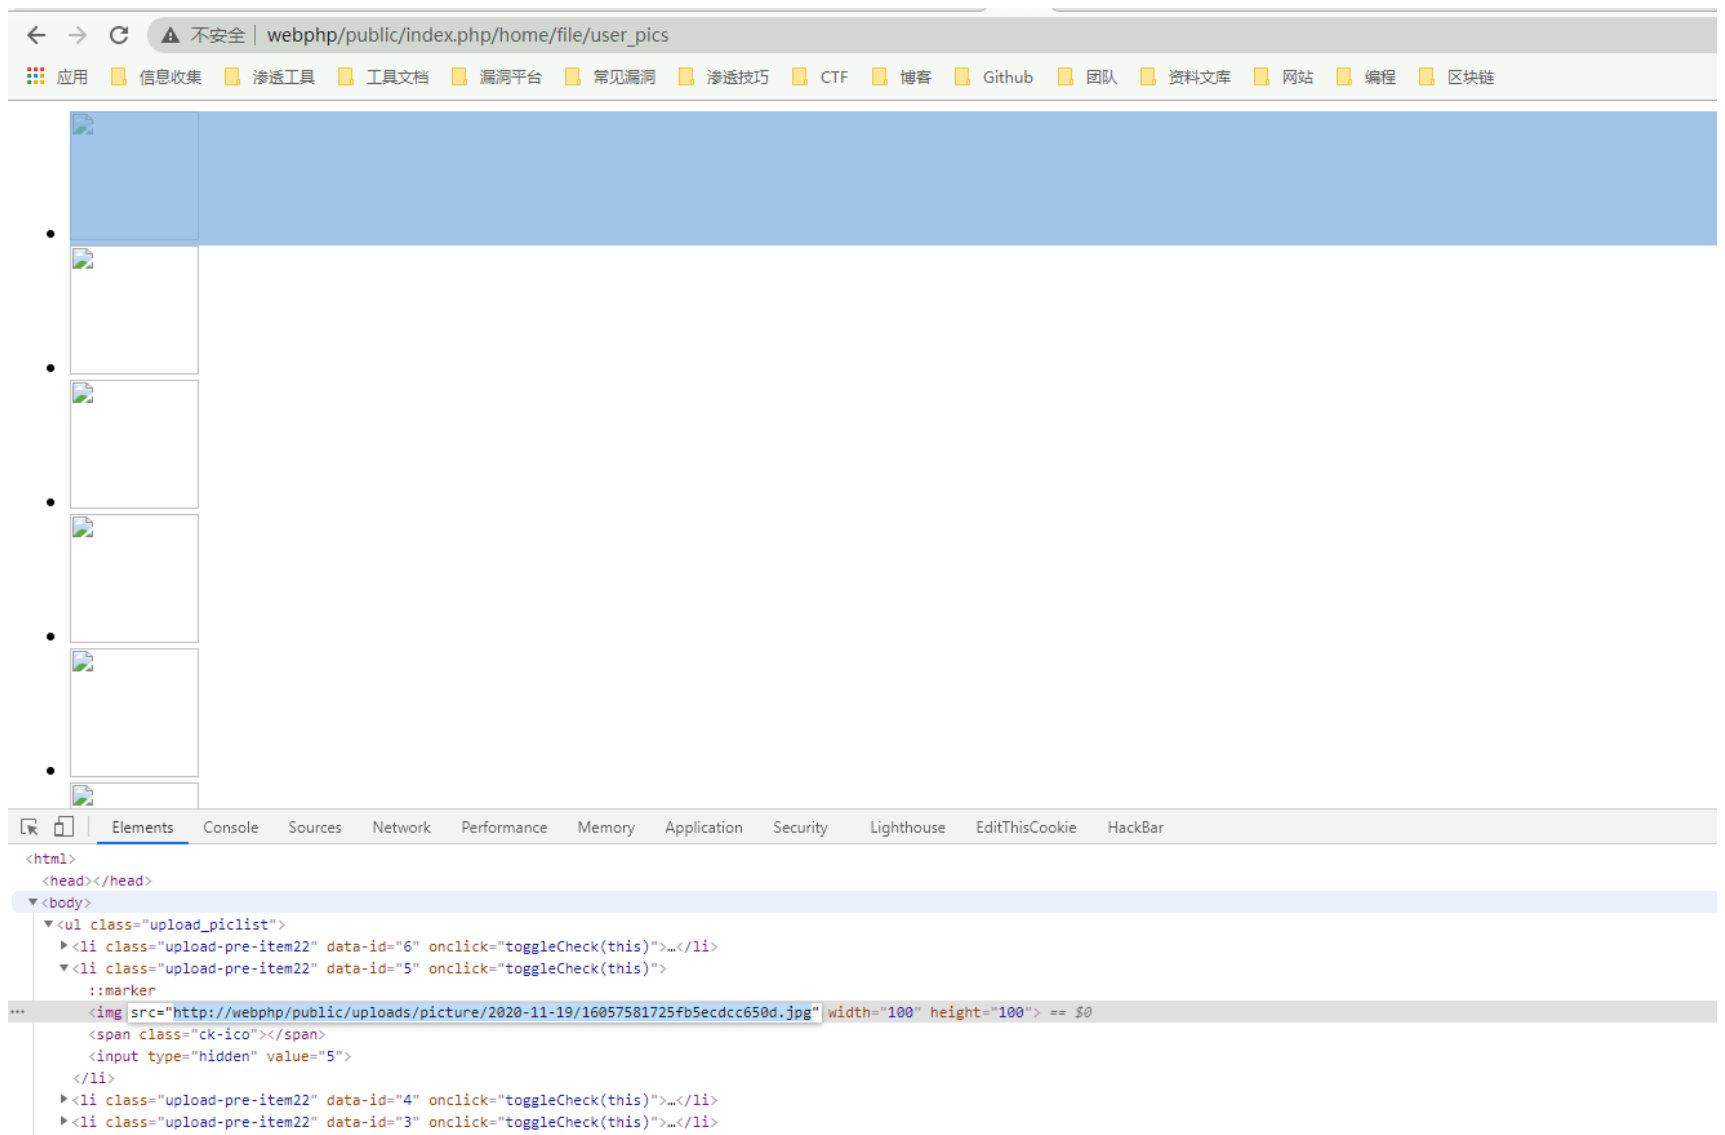 不安全 | webphp/public/index.php/home/file/user_pics
应用 信息收集 渗透工具 工具文档 漏洞平台 常见漏洞 渗透技巧 CTF 博客 Github 团队 资料文库 网站 编程 区块链
Elements Console Sources Network Performance Memory Application Security Lighthouse EditThisCookie HackBar
<html>
<head></head>
<body>
<ul class="upload_piclist">
<li class="upload-pre-item22" data-id="6" onclick="toggleCheck(this)">…</li>
<li class="upload-pre-item22" data-id="5" onclick="toggleCheck(this)">
::marker
<img src="http://webphp/public/uploads/picture/2020-11-19/16057581725fb5ecdcc650d.jpg" width="100" height="100"> == $0
<span class="ck-ico"></span>
<input type="hidden" value="5">
</li>
<li class="upload-pre-item22" data-id="4" onclick="toggleCheck(this)">…</li>
<li class="upload-pre-item22" data-id="3" onclick="toggleCheck(this)">…</li>